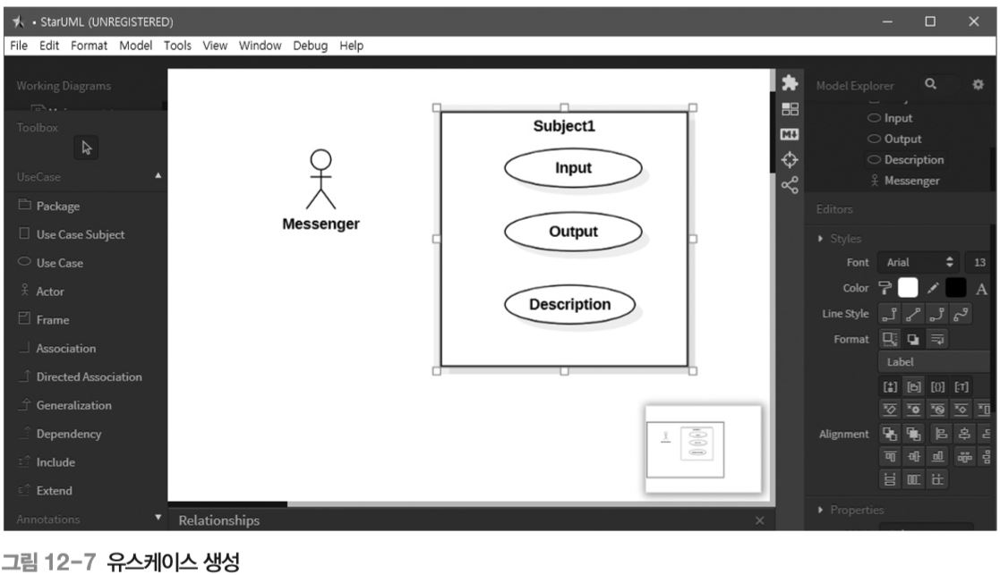 StarUML (UNREGISTERED)
File Edit Format Model Tools View Window Debug Help
Working Diagrams
Toolbox
UseCase
Package
Use Case Subject
Use Case
Actor
Frame
Association
Directed Association
Generalization
Dependency
Include
Extend
Annotations
Messenger
Subject1
Input
Output
Description
Relationships
Model Explorer
Input
Output
Description
Messenger
Editors
Styles
Font Arial 13
Color A
Line Style
Format
Label
Alignment
Properties
그림 12-7 유스케이스 생성